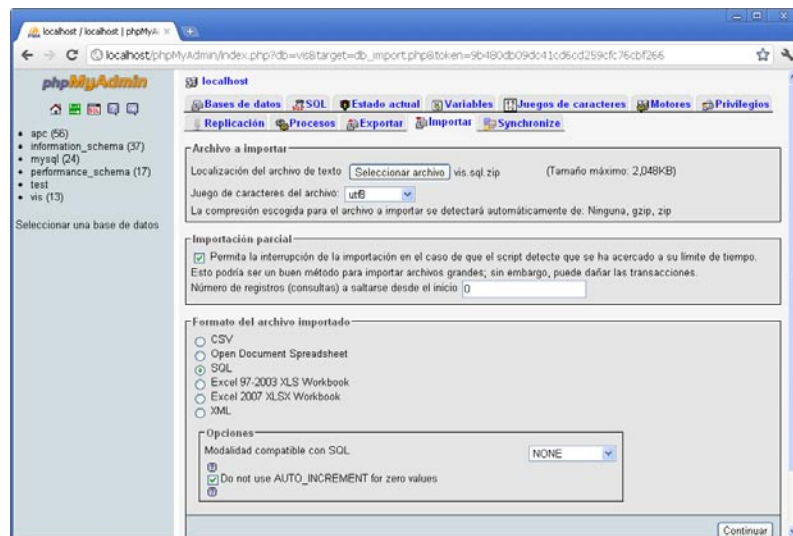 localhost / localhost | phpMyA
localhost/phpMyAdmin/index.php?db=vis&target=db_import.php&token=9b480db09dc41cd6cd259cfc76cbf266
phpMyAdmin
apc (56)
information_schema (37)
mysql (24)
performance_schema (17)
test
vis (13)
Seleccionar una base de datos
localhost
Bases de datos SQL Estado actual Variables Juegos de caracteres Motores Privilegios
Replicación Procesos Exportar Importar Synchronize
Archivo a importar
Localización del archivo de texto Seleccionar archivo vis.sql.zip (Tamaño máximo: 2,048KB)
Juego de caracteres del archivo: utf8
La compresión escogida para el archivo a importar se detectará automáticamente de: Ninguna, gzip, zip
Importación parcial
Permita la interrupción de la importación en el caso de que el script detecte que se ha acercado a su límite de tiempo.
Esto podría ser un buen método para importar archivos grandes; sin embargo, puede dañar las transacciones.
Número de registros (consultas) a saltarse desde el inicio 0
Formato del archivo importado
CSV
Open Document Spreadsheet
SQL
Excel 97-2003 XLS Workbook
Excel 2007 XLSX Workbook
XML
Opciones
Modalidad compatible con SQL NONE
Do not use AUTO_INCREMENT for zero values
Continuar